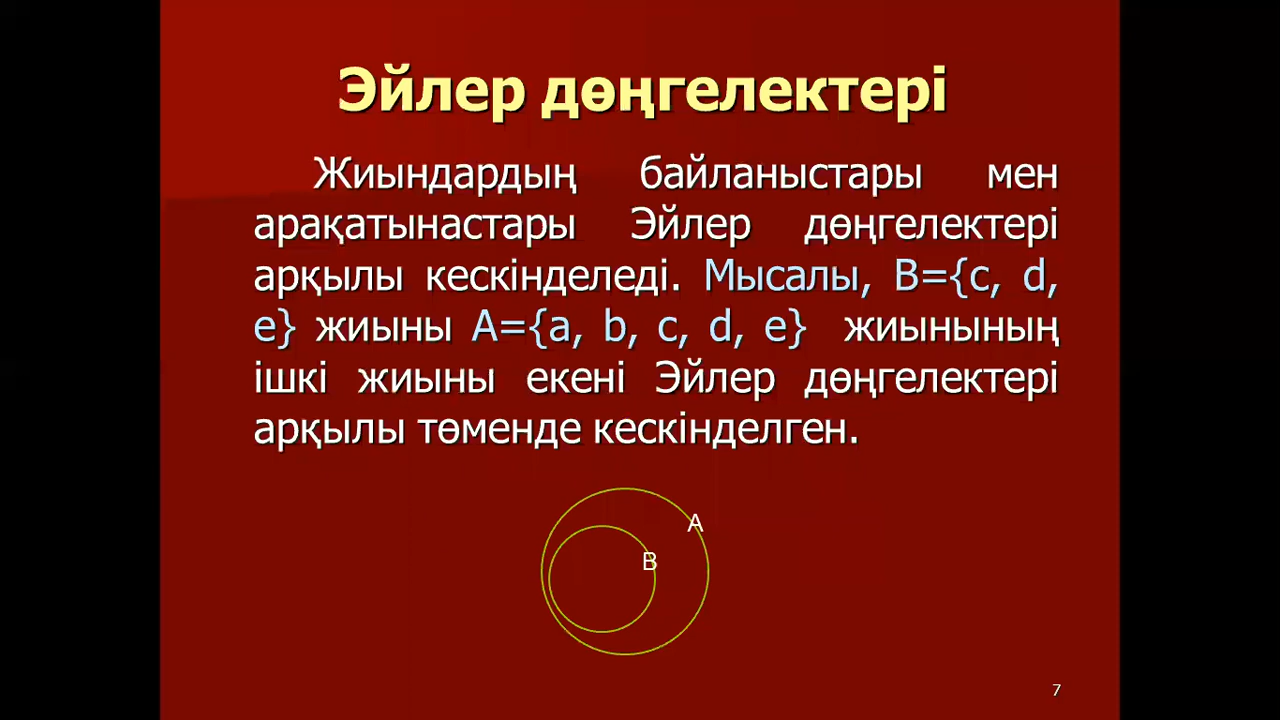 Эйлер дөңгелектері
Жиындардың байланыстары мен
арақатынастары Эйлер дөңгелектері
арқылы кескінделеді. Мысалы, B={c, d,
e} жиыны A={a, b, c, d, e} жиынының
ішкі жиыны екені Эйлер дөңгелектері
арқылы төменде кескінделген.
A
B
7